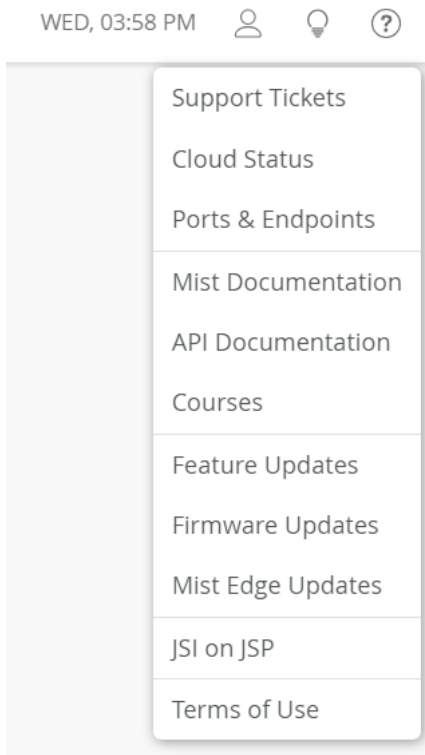 WED, 03:58 PM
?
Support Tickets
Cloud Status
Ports & Endpoints
Mist Documentation
API Documentation
Courses
Feature Updates
Firmware Updates
Mist Edge Updates
JSI on JSP
Terms of Use